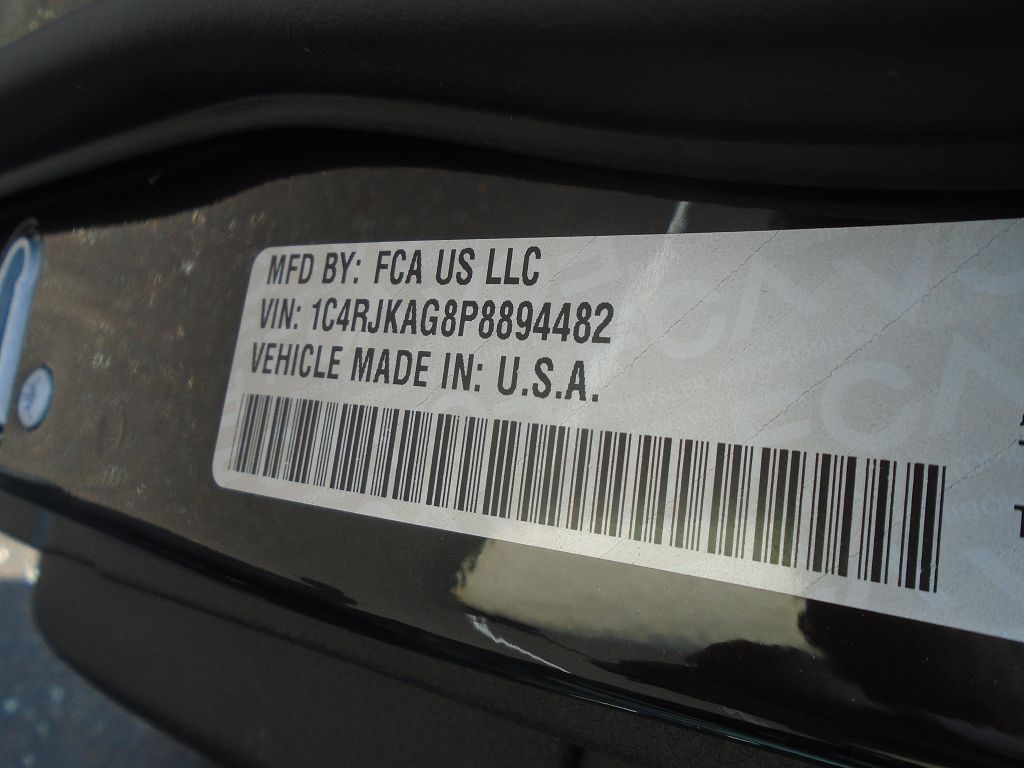 MFD BY: FCA US LLC
VIN: 1C4RJKAG8P8894482
VEHICLE MADE IN: U.S.A.